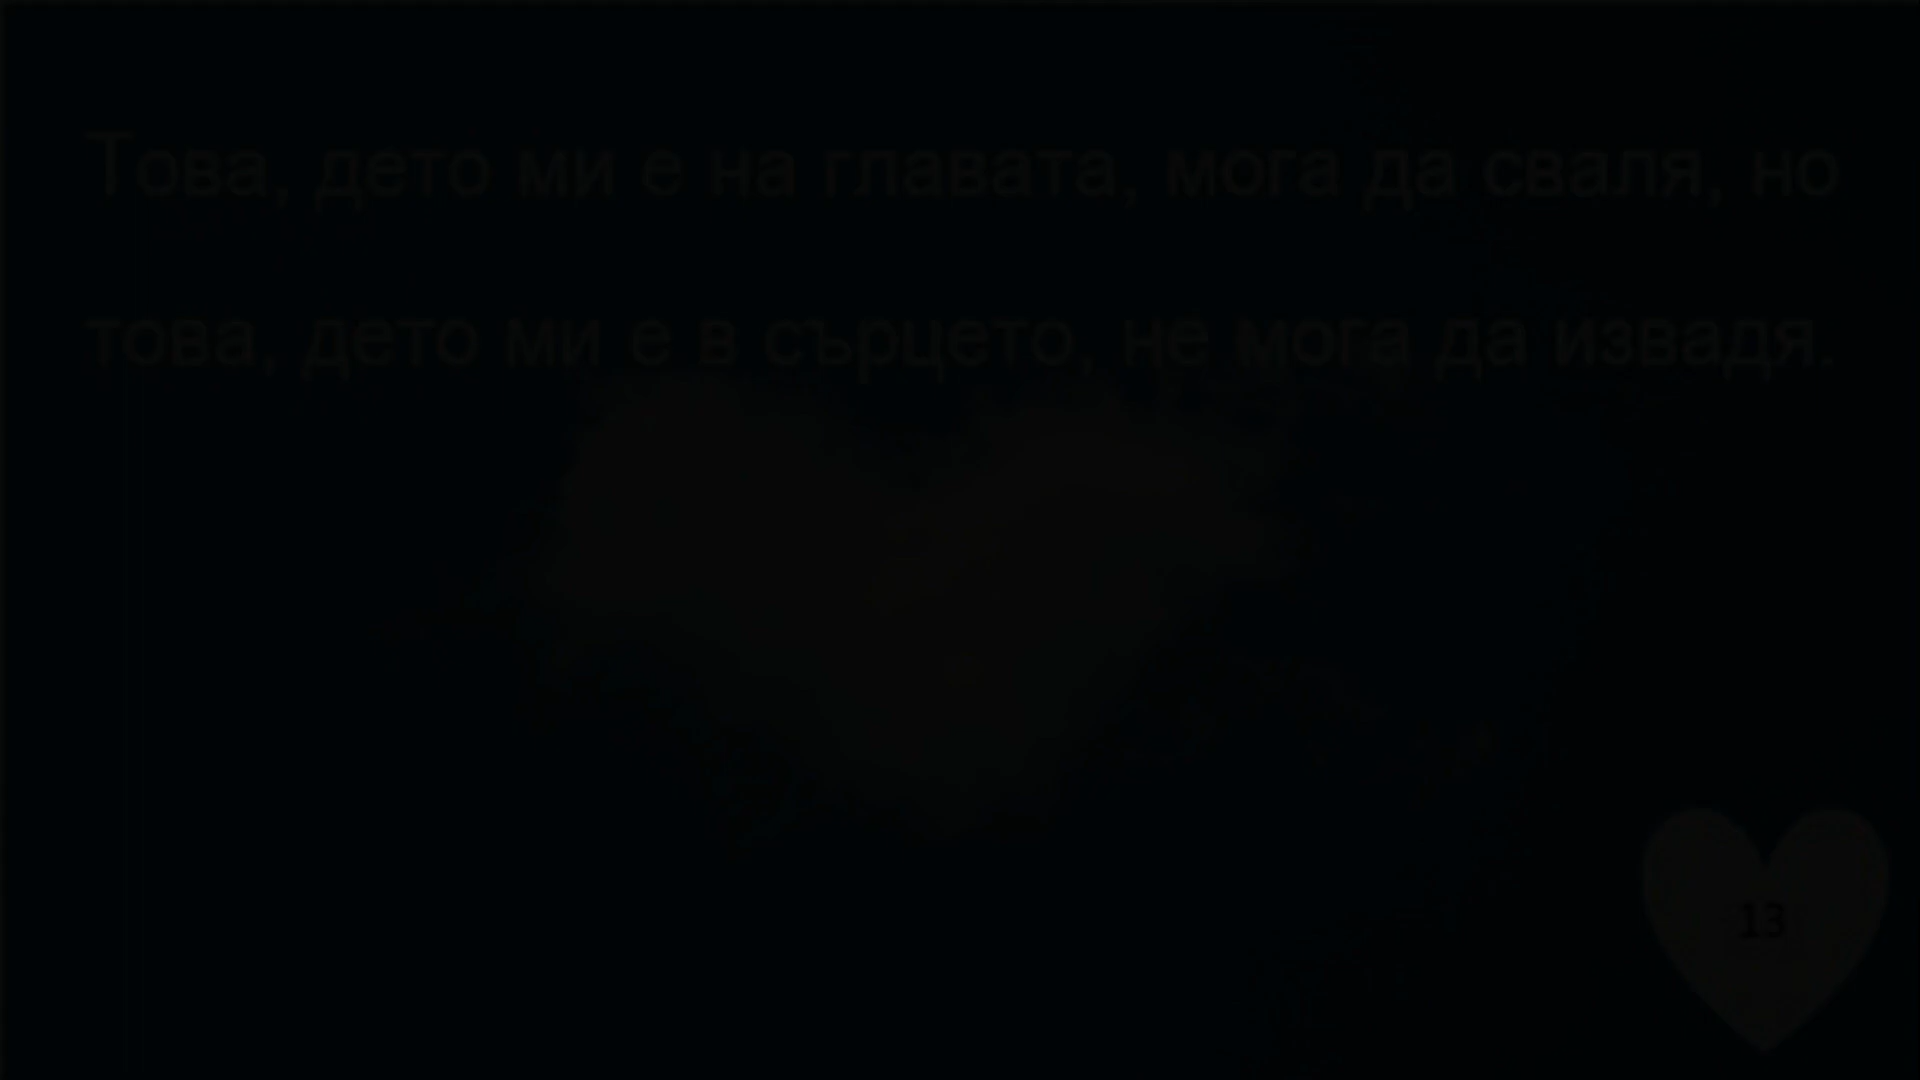 Това, дето ми е на главата, мога да сваля, но
това, дето ми е в сърцето, не мога да извадя.
13